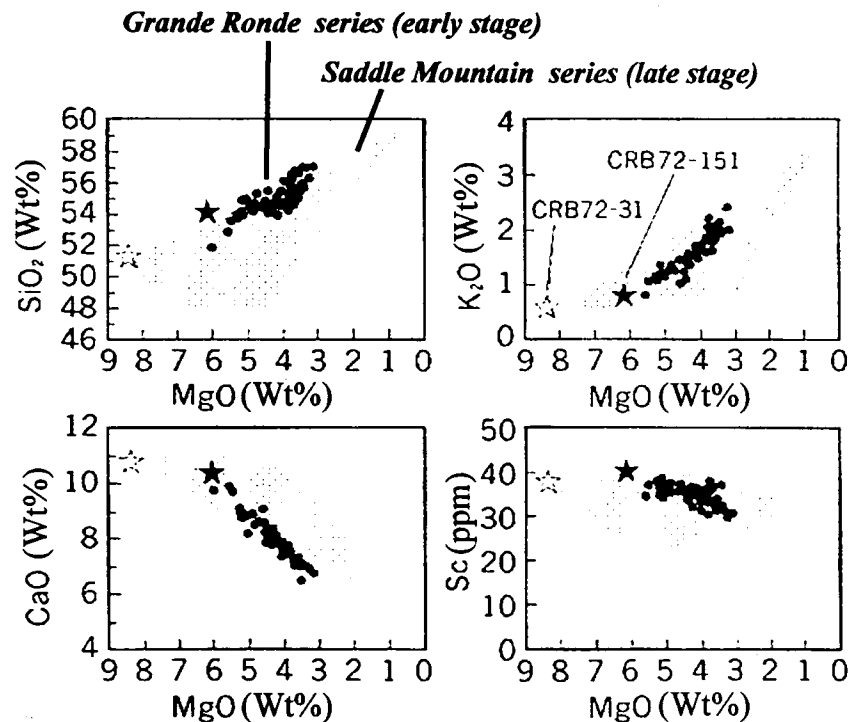 Grande Ronde series (early stage)
Saddle Mountain series (late stage)
60
58
56
54
52
50
48
46
SiO₂ (Wt%)
9 8 7 6 5 4 3 2 1 0
MgO (Wt%)
4
3
2
1
0
K₂O (Wt%)
CRB72-151
CRB72-31
9 8 7 6 5 4 3 2 1 0
MgO (Wt%)
12
10
8
6
4
CaO (Wt%)
9 8 7 6 5 4 3 2 1 0
MgO (Wt%)
50
40
30
20
10
0
Sc (ppm)
9 8 7 6 5 4 3 2 1 0
MgO (Wt%)